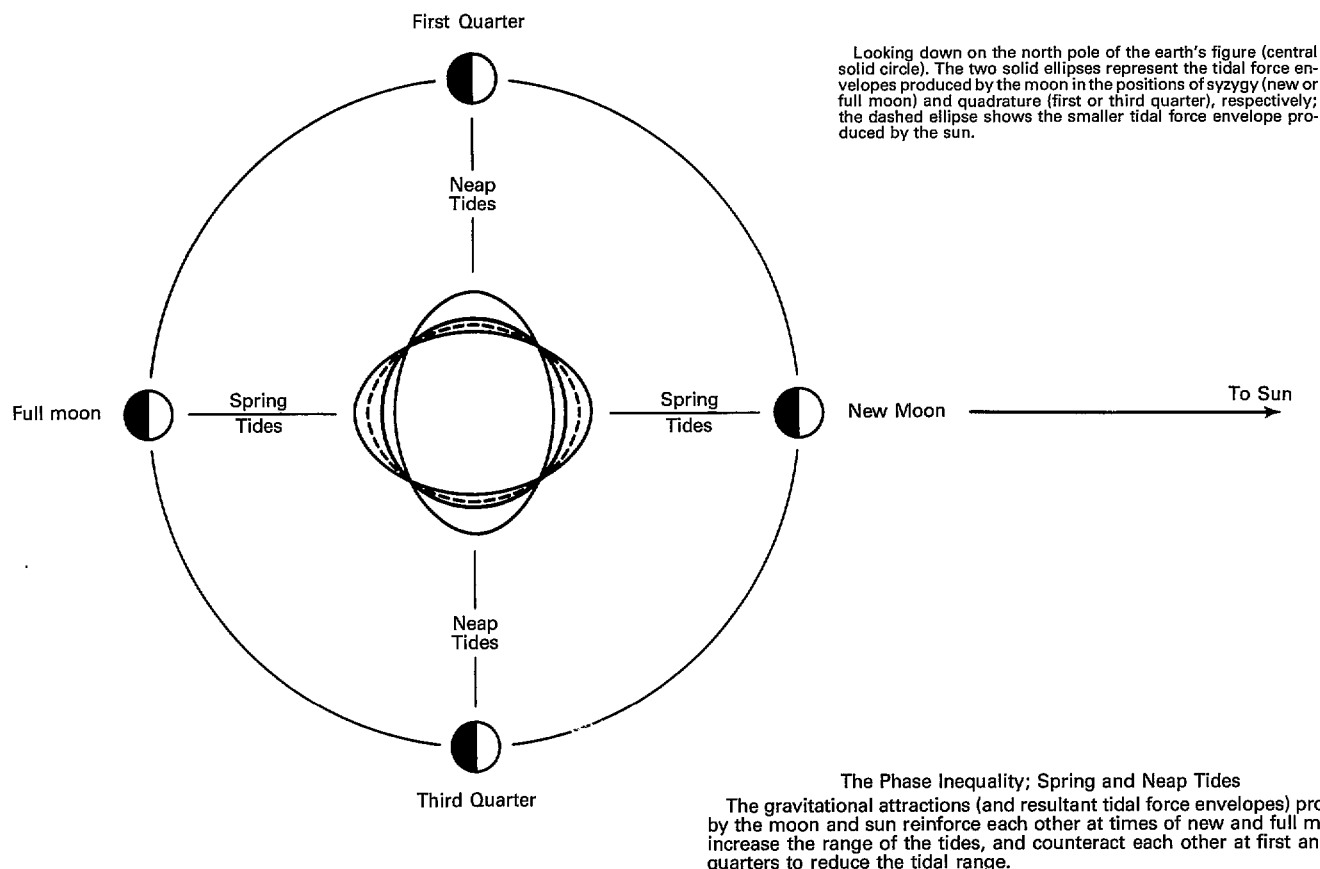 First Quarter
Looking down on the north pole of the earth's figure (central
solid circle). The two solid ellipses represent the tidal force en-
velopes produced by the moon in the positions of syzygy (new or
full moon) and quadrature (first or third quarter), respectively;
the dashed ellipse shows the smaller tidal force envelope pro-
duced by the sun.
Neap
Tides
Full moon
Spring
Tides
Spring
Tides
New Moon
To Sun
Neap
Tides
Third Quarter
The Phase Inequality; Spring and Neap Tides
The gravitational attractions (and resultant tidal force envelopes)
by the moon and sun reinforce each other at times of new and full
increase the range of the tides, and counteract each other at first
quarters to reduce the tidal range.